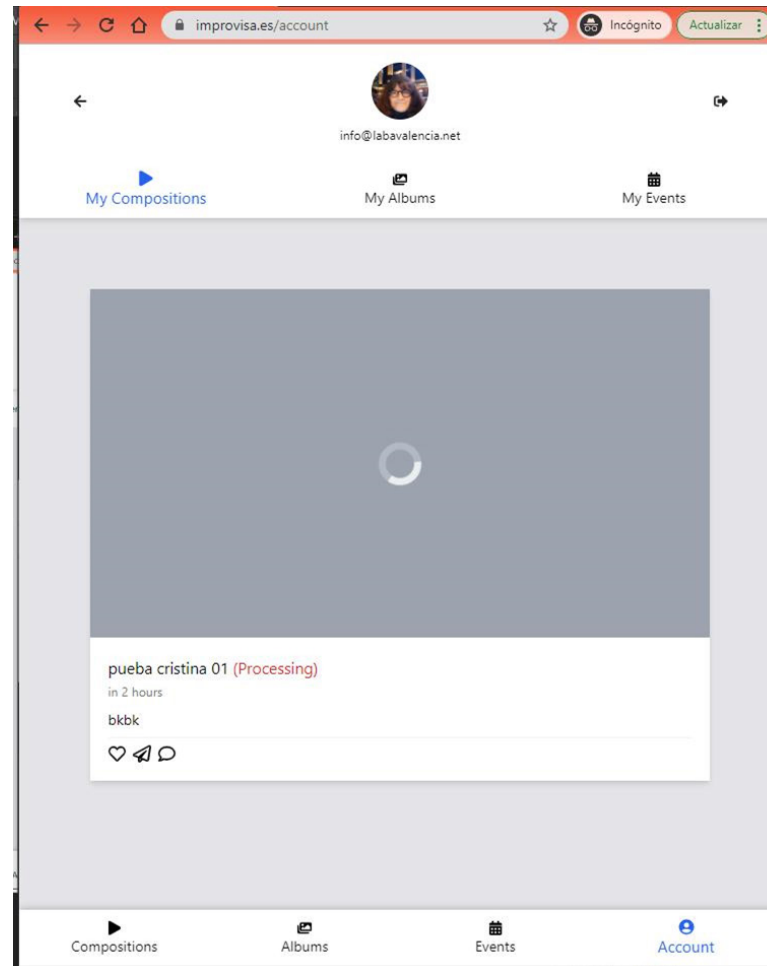 improvisa.es/account
Incógnito
Actualizar
info@labavalencia.net
My Compositions
My Albums
My Events
pueba cristina 01 (Processing)
in 2 hours
bkbk
Compositions
Albums
Events
Account